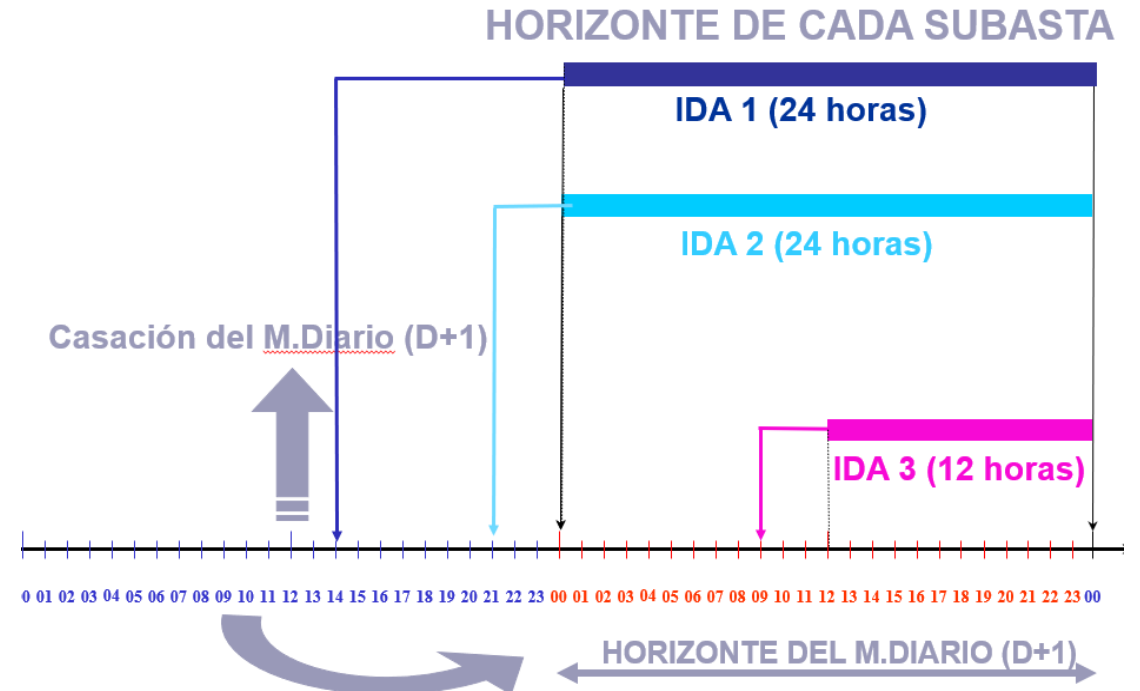 HORIZONTE DE CADA SUBASTA
IDA 1 (24 horas)
IDA 2 (24 horas)
Casación del M.Diario (D+1)
IDA 3 (12 horas)
0 01 02 03 04 05 06 07 08 09 10 11 12 13 14 15 16 17 18 19 20 21 22 23 00 01 02 03 04 05 06 07 08 09 10 11 12 13 14 15 16 17 18 19 20 21 22 23 00
HORIZONTE DEL M.DIARIO (D+1)